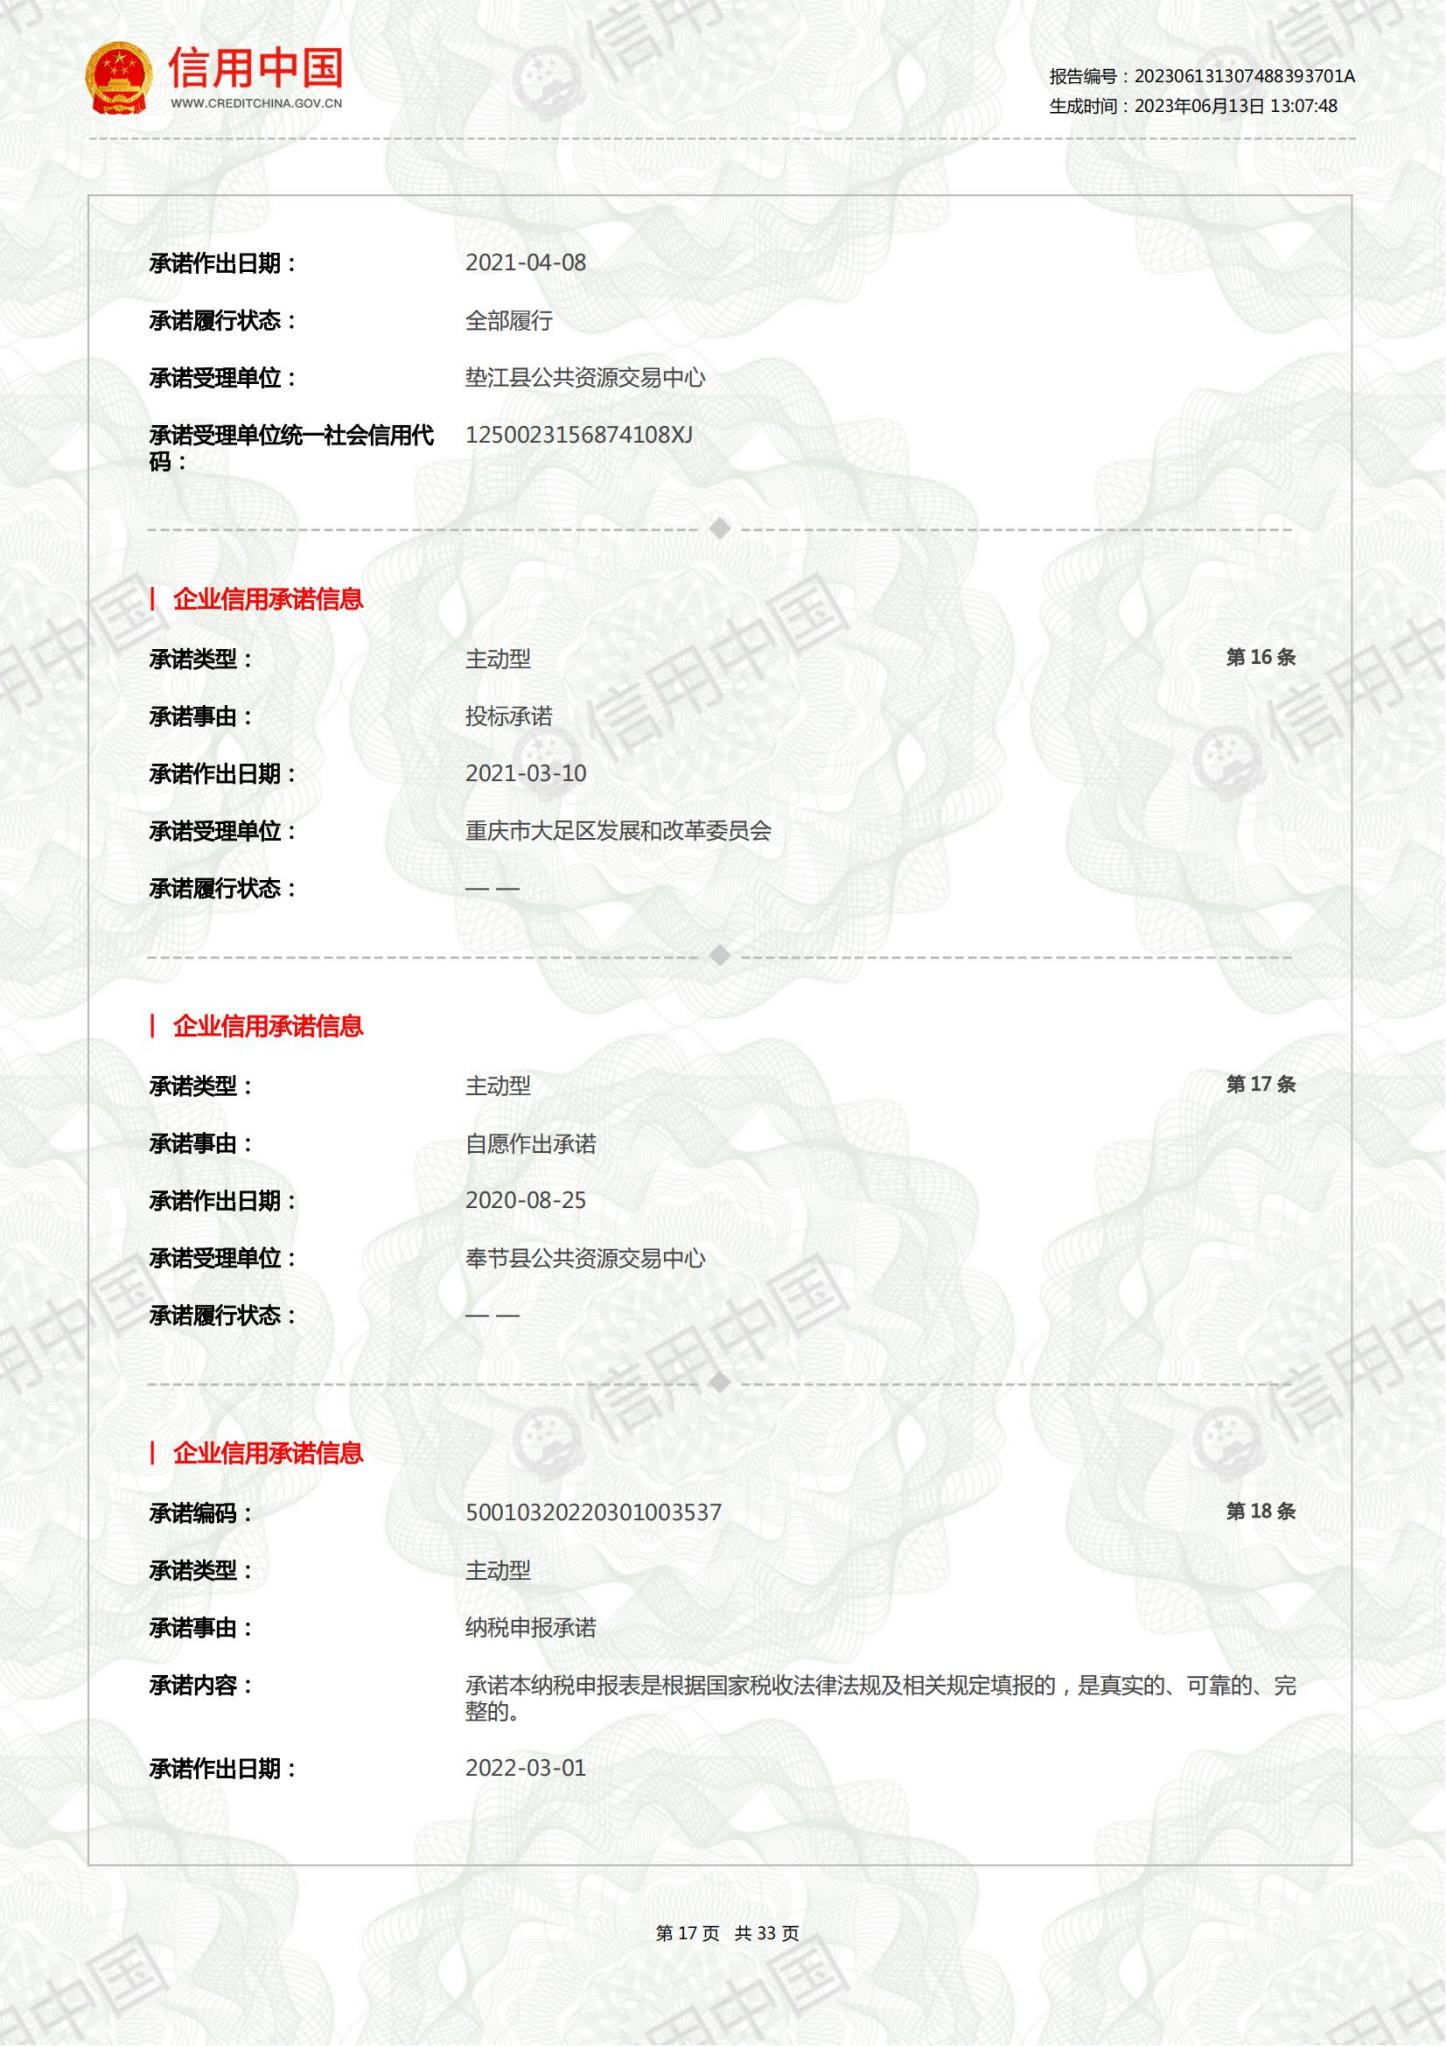 信用中国
WWW.CREDITCHINA.GOV.CN
报告编号：202306131307488393701A
生成时间：2023年06月13日 13:07:48
承诺作出日期： 2021-04-08
承诺履行状态： 全部履行
承诺受理单位： 垫江县公共资源交易中心
承诺受理单位统一社会信用代 1250023156874108XJ
码：
企业信用承诺信息
承诺类型： 主动型 第 16 条
承诺事由： 投标承诺
承诺作出日期： 2021-03-10
承诺受理单位： 重庆市大足区发展和改革委员会
承诺履行状态： — —
企业信用承诺信息
承诺类型： 主动型 第 17 条
承诺事由： 自愿作出承诺
承诺作出日期： 2020-08-25
承诺受理单位： 奉节县公共资源交易中心
承诺履行状态： — —
企业信用承诺信息
承诺编码： 50010320220301003537 第 18 条
承诺类型： 主动型
承诺事由： 纳税申报承诺
承诺内容： 承诺本纳税申报表是根据国家税收法律法规及相关规定填报的，是真实的、可靠的、完
整的。
承诺作出日期： 2022-03-01
第 17 页 共 33 页